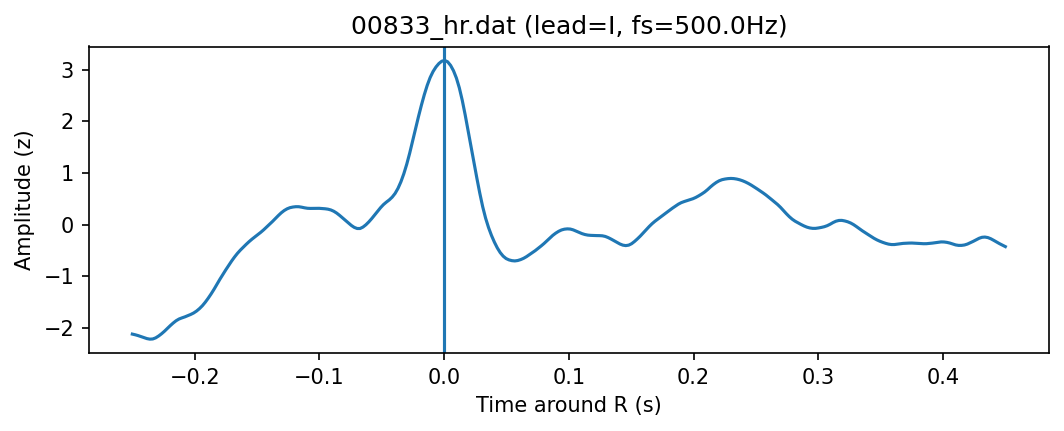 00833_hr.dat (lead=I, fs=500.0Hz)
Amplitude (z)
3
2
1
0
−1
−2
−0.2 −0.1 0.0 0.1 0.2 0.3 0.4
Time around R (s)